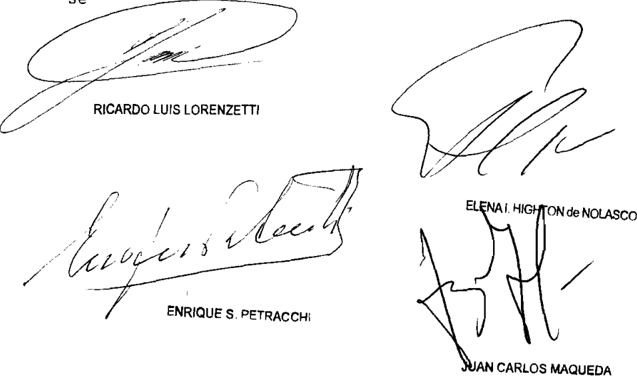 se
RICARDO LUIS LORENZETTI
ELENA I. HIGHTON de NOLASCO
ENRIQUE S. PETRACCHI
JUAN CARLOS MAQUEDA